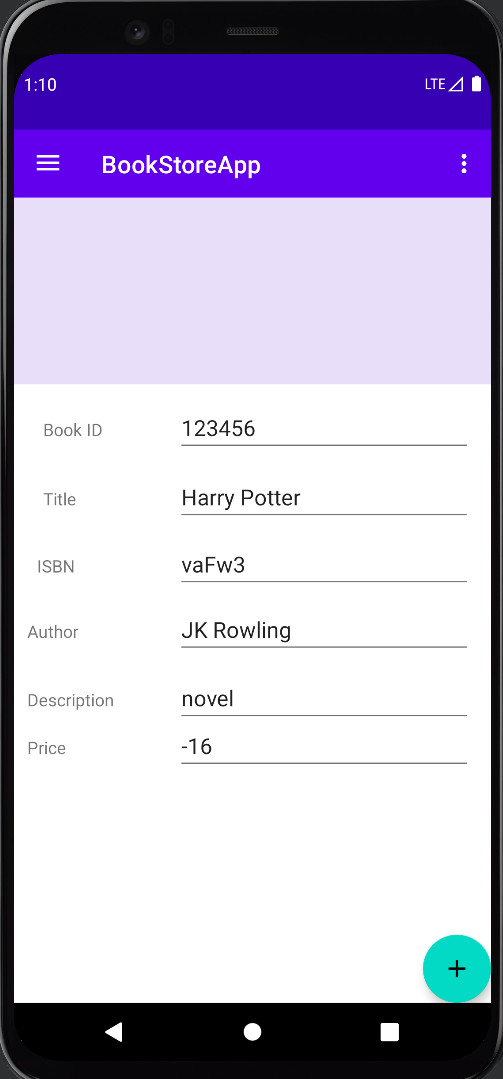 1:10 LTE
BookStoreApp
Book ID 123456
Title Harry Potter
ISBN vaFw3
Author JK Rowling
Description novel
Price -16
+